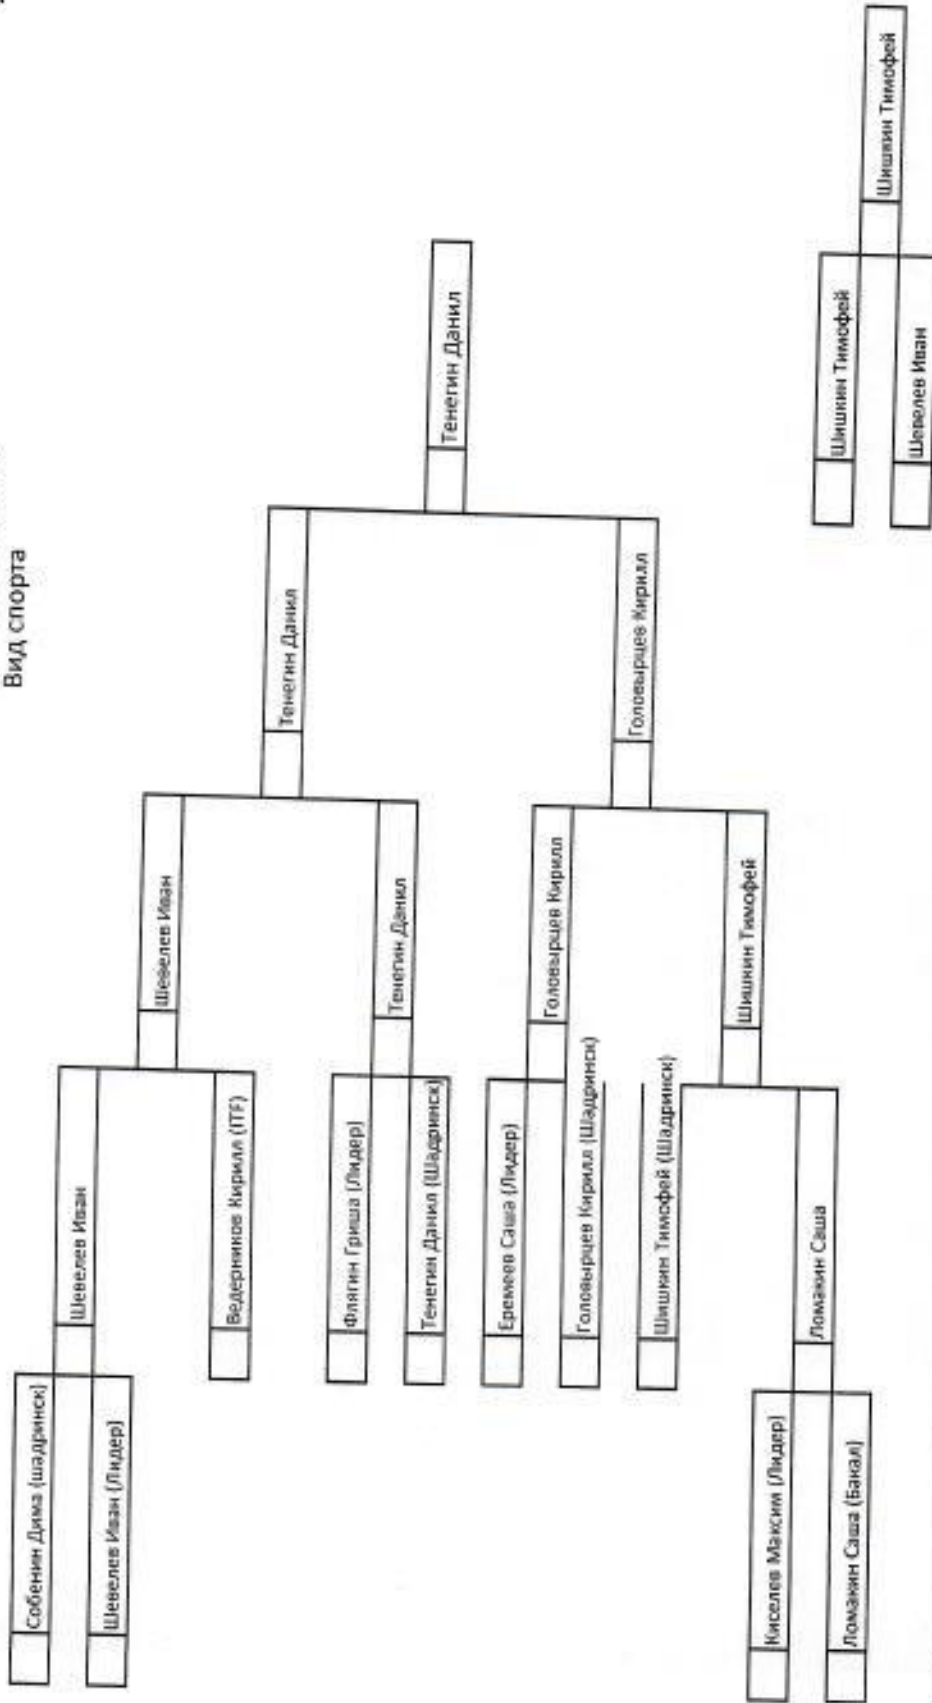 Вид спорта
Собенин Дима (шадринск)
Шевелев Иван (Лидер)
Шевелев Иван
Ведерников Кирилл (ITF)
Шевелев Иван
Флягин Гриша (Лидер)
Тенегин Данил (Шадринск)
Тенегин Данил
Тенегин Данил
Еремеев Саша (Лидер)
Головырцев Кирилл (Шадринск)
Головырцев Кирилл
Шишкин Тимофей (Шадринск)
Киселев Максим (Лидер)
Ломакин Саша (Бакал)
Ломакин Саша
Шишкин Тимофей
Головырцев Кирилл
Тенегин Данил
Шишкин Тимофей
Шевелев Иван
Шишкин Тимофей